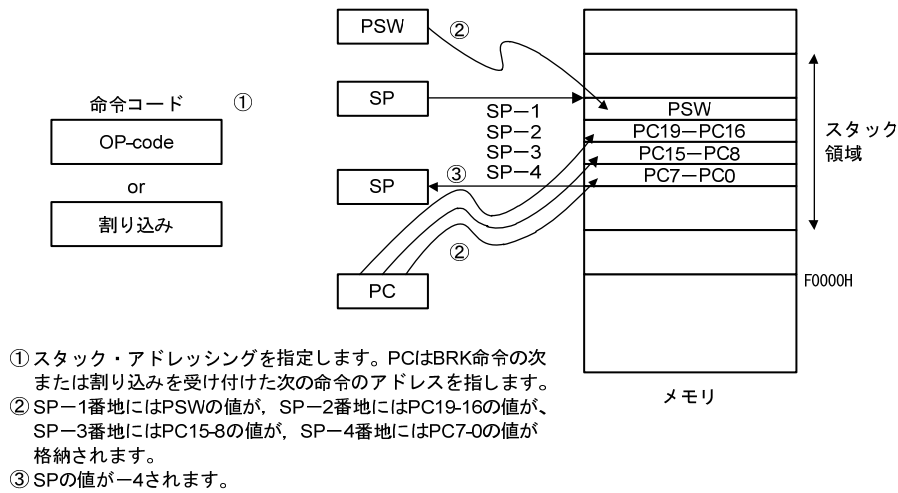 PSW
②
SP
命令コード ①
OP-code
or
割り込み
SP－1
SP－2
SP－3
SP－4
③
SP
②
PC
PSW
PC19－PC16
PC15－PC8
PC7－PC0
スタック
領域
F0000H
メモリ
① スタック・アドレッシングを指定します。PCはBRK命令の次
または割り込みを受け付けた次の命令のアドレスを指します。
② SP－1番地にはPSWの値が，SP－2番地にはPC19-16の値が、
SP－3番地にはPC15-8の値が，SP－4番地にはPC7-0の値が
格納されます。
③ SPの値が－4されます。